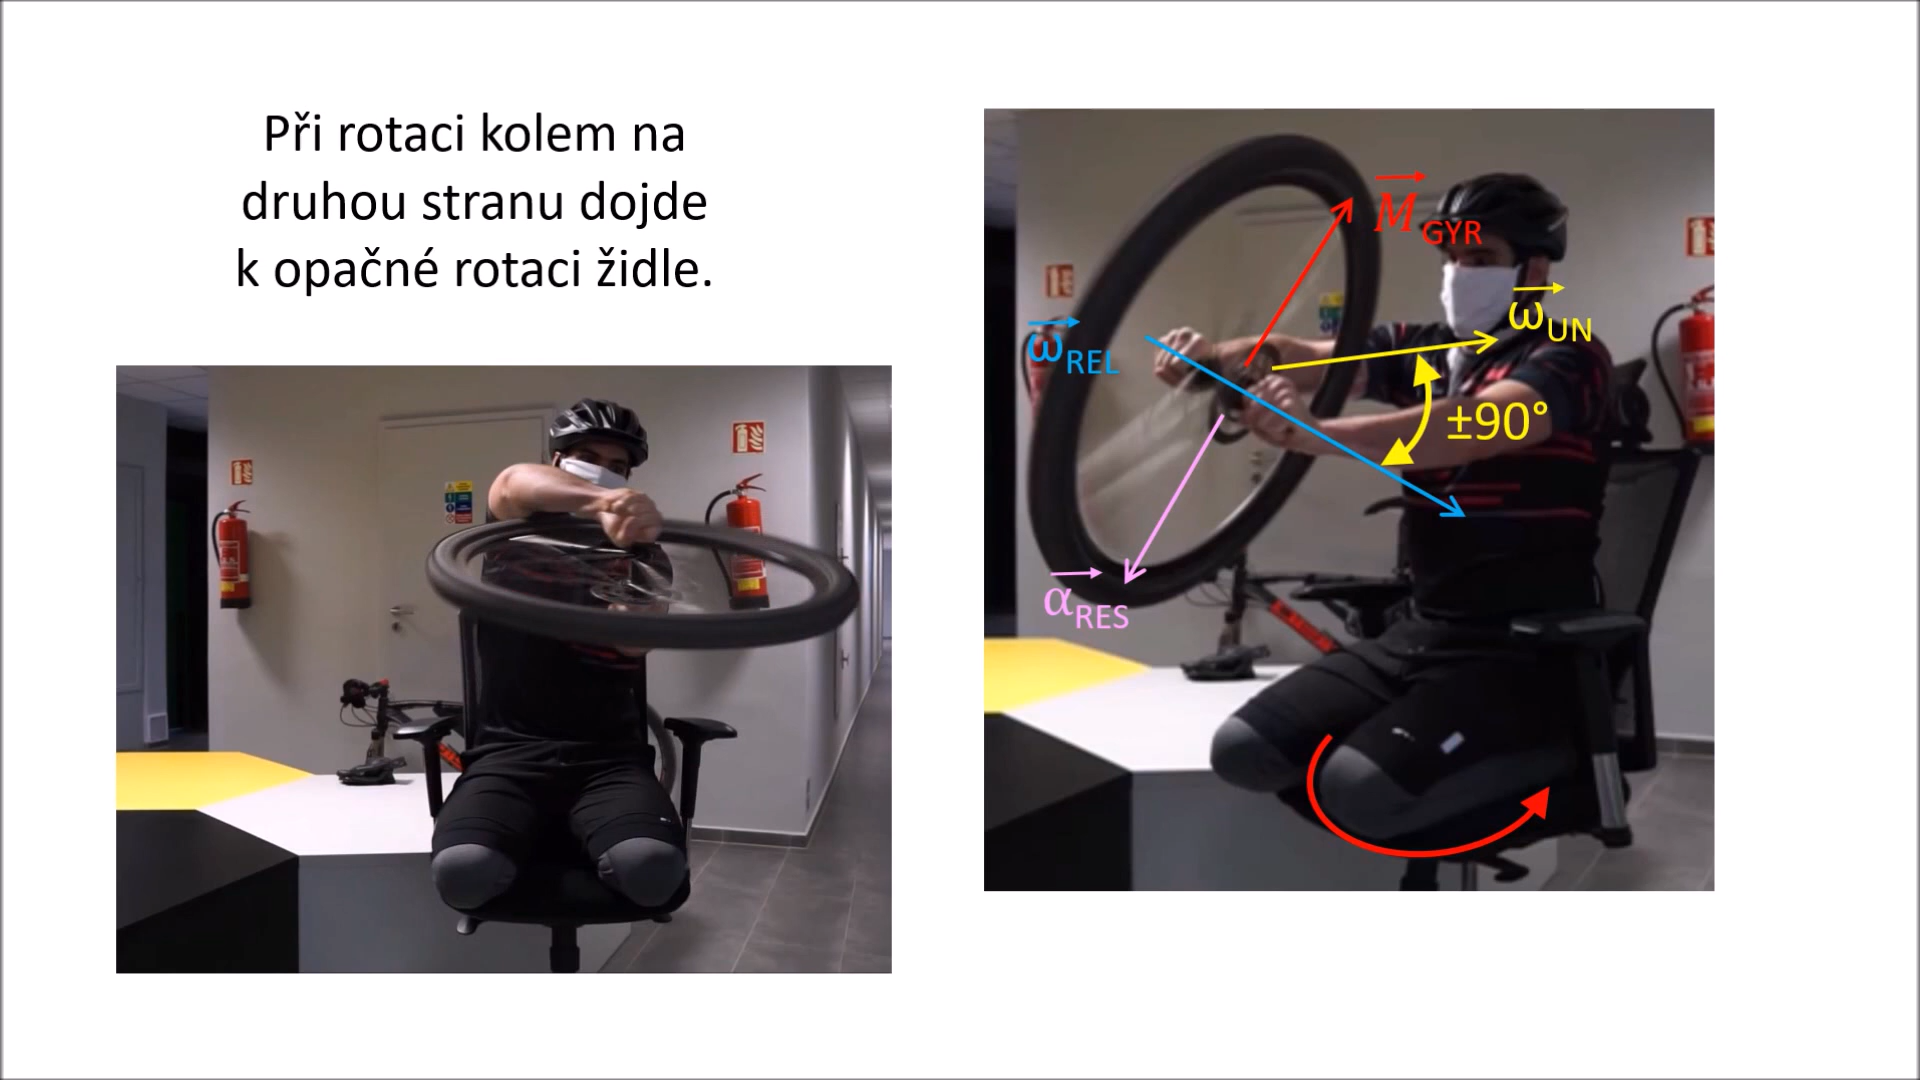 Při rotaci kolem na
druhou stranu dojde
k opačné rotaci židle.
M GYR
ω UN
ω REL
±90°
α RES